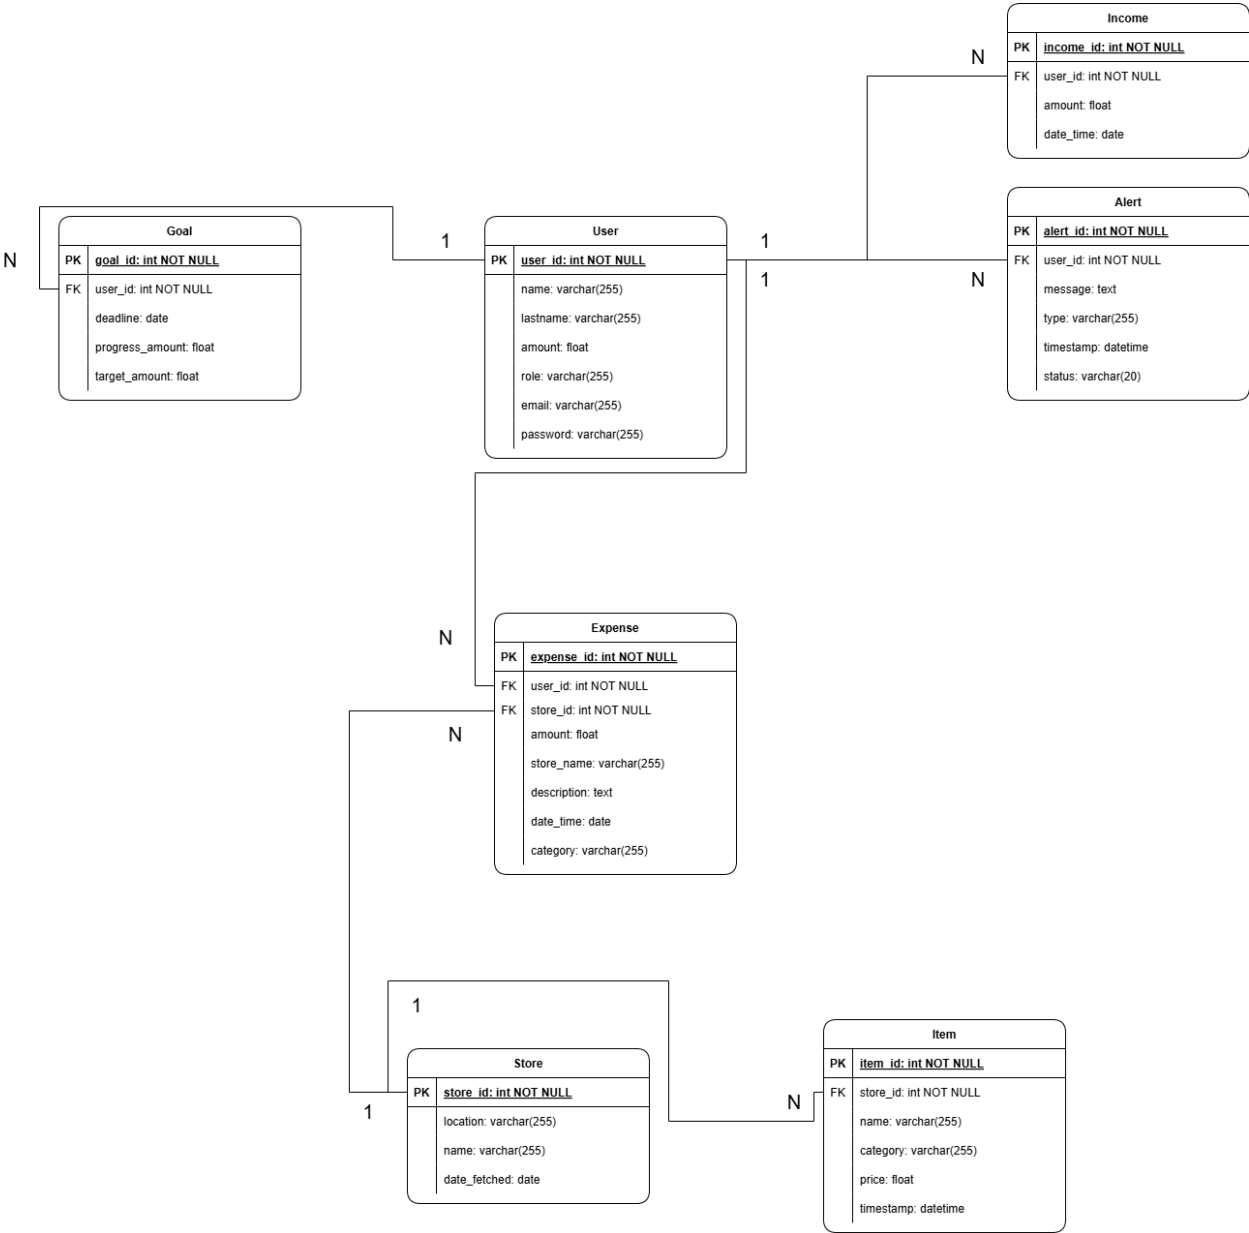 Income
PK income_id: int NOT NULL
FK user_id: int NOT NULL
amount: float
date_time: date
N
Alert
PK alert_id: int NOT NULL
FK user_id: int NOT NULL
message: text
type: varchar(255)
timestamp: datetime
status: varchar(20)
N
Goal
PK goal_id: int NOT NULL
FK user_id: int NOT NULL
deadline: date
progress_amount: float
target_amount: float
N
1
User
PK user_id: int NOT NULL
name: varchar(255)
lastname: varchar(255)
amount: float
role: varchar(255)
email: varchar(255)
password: varchar(255)
1
1
N
Expense
PK expense_id: int NOT NULL
FK user_id: int NOT NULL
FK store_id: int NOT NULL
amount: float
store_name: varchar(255)
description: text
date_time: date
category: varchar(255)
N
1
1
Store
PK store_id: int NOT NULL
location: varchar(255)
name: varchar(255)
date_fetched: date
N
Item
PK item_id: int NOT NULL
FK store_id: int NOT NULL
name: varchar(255)
category: varchar(255)
price: float
timestamp: datetime